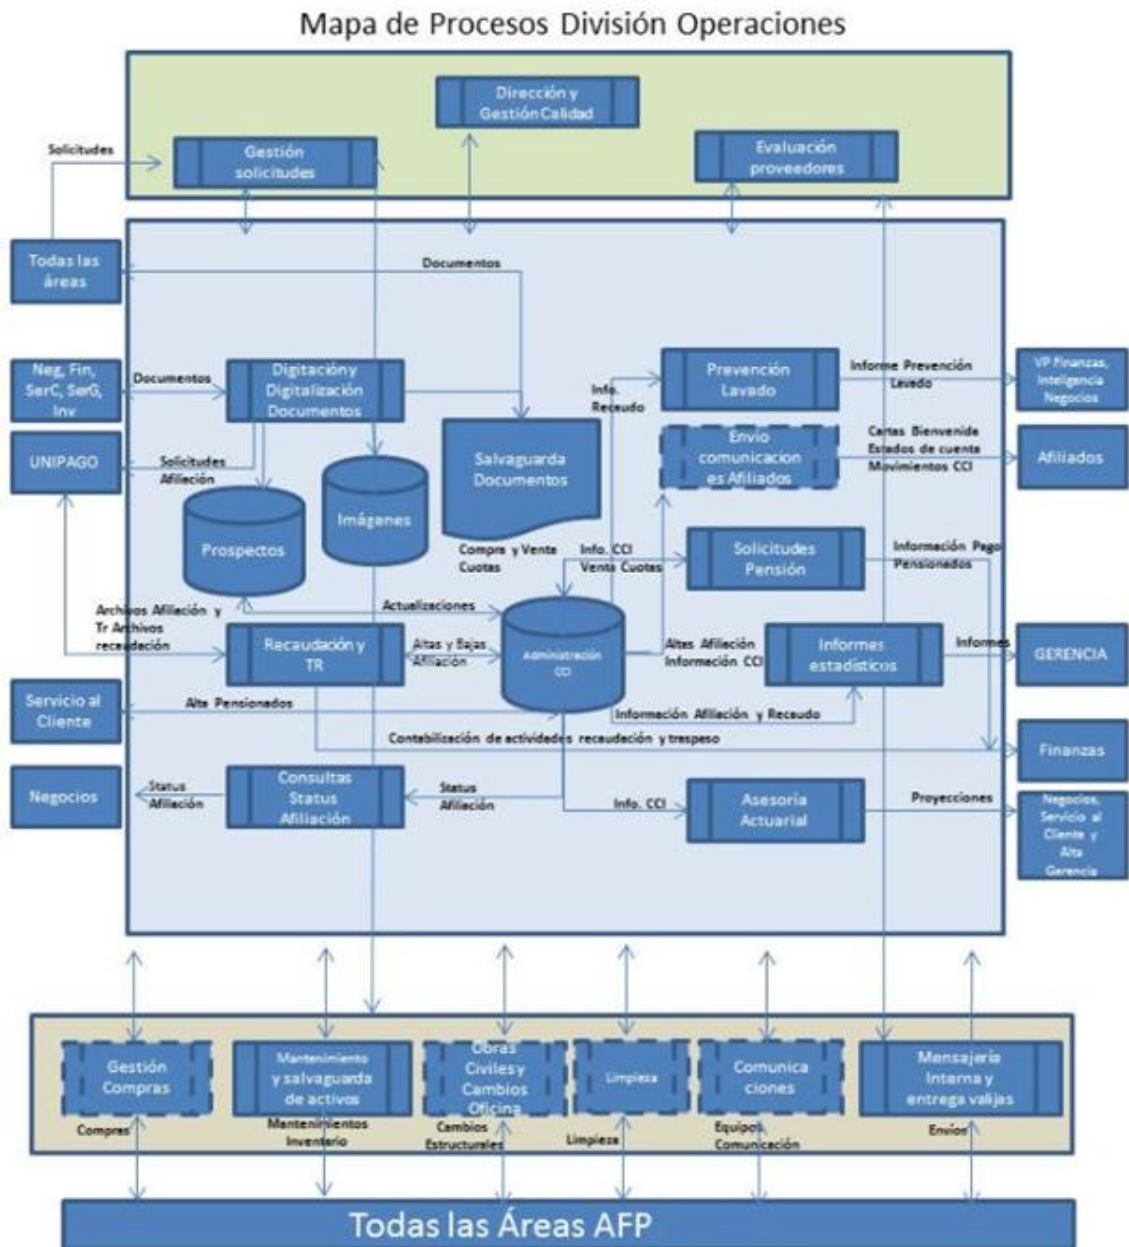 Mapa de Procesos División Operaciones
Dirección y
Gestión Calidad
Solicitudes
Gestión
solicitudes
Evaluación
proveedores
Todas las
áreas
Documentos
Neg, Fin,
SerC, SerG,
Inv
Documentos
Digitación y
Digitalización
Documentos
Info.
Recaudo
Prevención
Lavado
Informe Prevención
Lavado
VP Finanzas,
Inteligencia
Negocios
UNIPAGO
Solicitudes
Afiliación
Salvaguarda
Documentos
Envio
comunicacion
es Afiliados
Cartas Bienvenide
Estados de cuenta
Movimientos CCI
Afiliados
Prospectos
Imágenes
Compra y Venta
Cuotas
Info. CCI
Venta Cuotas
Solicitudes
Pensión
Información Pago
Pensionados
Archivos Afiliación y
Tr Archivos
recaudación
Actualizaciones
Recaudación y
TR
Altas y Bajas
Afiliación
Administración
CCI
Altas Afiliación
Información CCI
Informes
estadísticos
Informes
GERENCIA
Servicio al
Cliente
Alta Pensionados
Información Afiliación y Recaudo
Contabilización de actividades recaudación y traspeso
Finanzas
Negocios
Status
Afiliación
Consultas
Status
Afiliación
Status
Afiliación
Info. CCI
Asesoría
Actuarial
Proyecciones
Negocios,
Servicio al
Cliente y
Alta
Gerencia
Gestión
Compras
Mantenimiento
y salvaguarda
de activos
Obras
Civiles y
Cambios
Oficina
Limpieza
Comunica
ciones
Mensajería
Interna y
entrega valijas
Compras
Mantenimientos
Inventario
Cambios
Estructurales
Limpieza
Equipos
Comunicación
Envíos
Todas las Áreas AFP